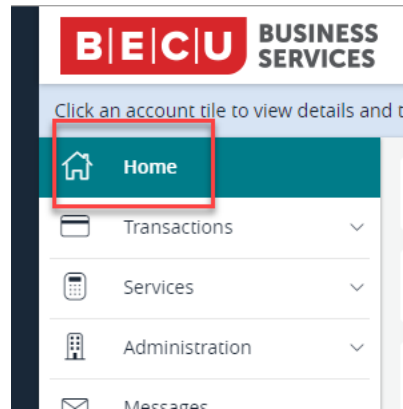 B|E|C|U BUSINESS
SERVICES
Click an account tile to view details and
Home
Transactions
Services
Administration
Messages